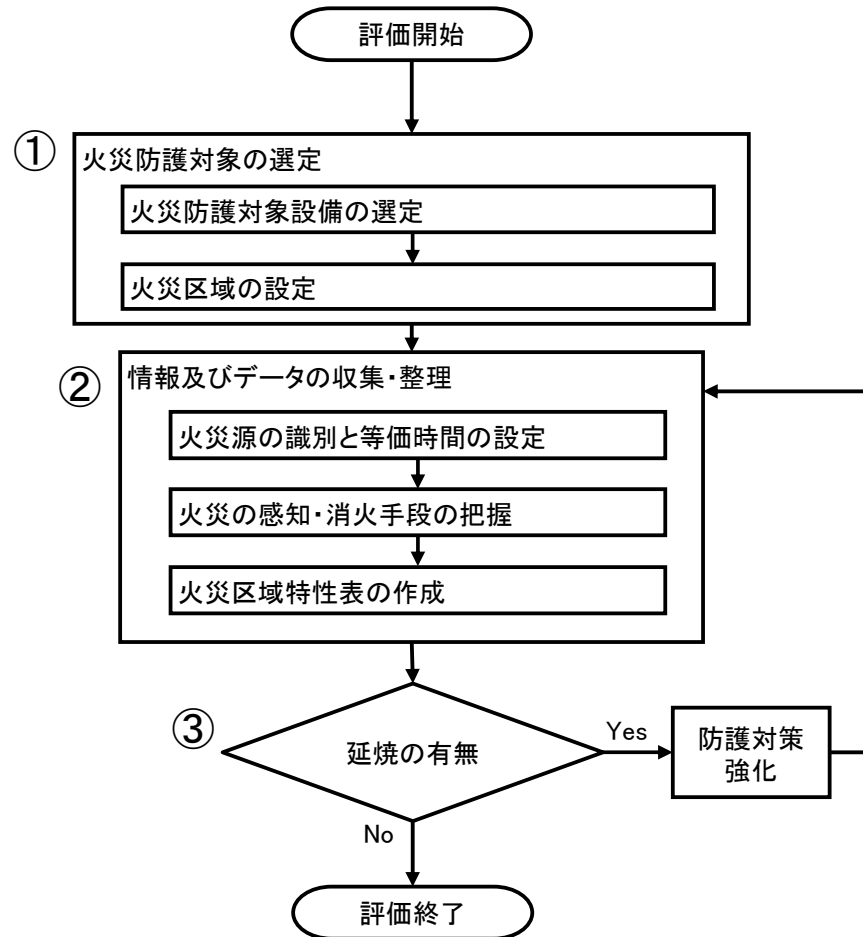 評価開始
①
火災防護対象の選定
火災防護対象設備の選定
火災区域の設定
②
情報及びデータの収集・整理
火災源の識別と等価時間の設定
火災の感知・消火手段の把握
火災区域特性表の作成
③
延焼の有無
Yes
防護対策
強化
No
評価終了